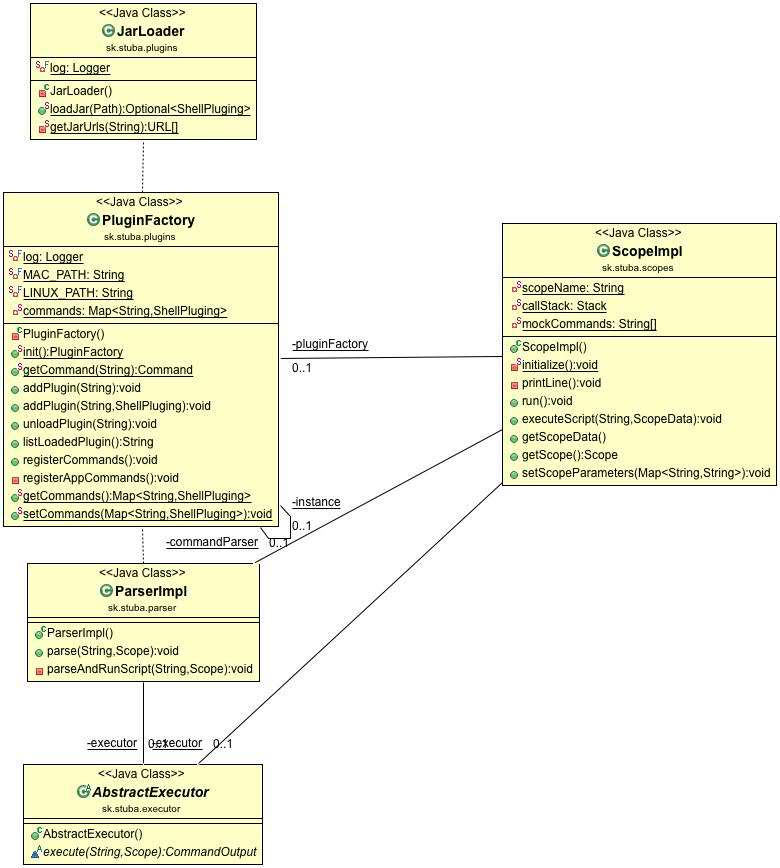 <<Java Class>>
JarLoader
sk.stuba.plugins
log: Logger
JarLoader()
loadJar(Path):Optional<ShellPluging>
getJarUrls(String):URL[]
<<Java Class>>
PluginFactory
sk.stuba.plugins
log: Logger
MAC_PATH: String
LINUX_PATH: String
commands: Map<String,ShellPluging>
PluginFactory()
init():PluginFactory
getCommand(String):Command
addPlugin(String):void
addPlugin(String,ShellPluging):void
unloadPlugin(String):void
listLoadedPlugin():String
registerCommands():void
registerAppCommands():void
getCommands():Map<String,ShellPluging>
setCommands(Map<String,ShellPluging>):void
-pluginFactory
0..1
<<Java Class>>
ScopeImpl
sk.stuba.scopes
scopeName: String
callStack: Stack
mockCommands: String[]
ScopeImpl()
initialize():void
printLine():void
run():void
executeScript(String,ScopeData):void
getScopeData()
getScope():Scope
setScopeParameters(Map<String,String>):void
-instance
0..1
-commandParser
0..1
<<Java Class>>
ParserImpl
sk.stuba.parser
ParserImpl()
parse(String,Scope):void
parseAndRunScript(String,Scope):void
-executor
0..1
-executor
0..1
<<Java Class>>
AbstractExecutor
sk.stuba.executor
AbstractExecutor()
execute(String,Scope):CommandOutput